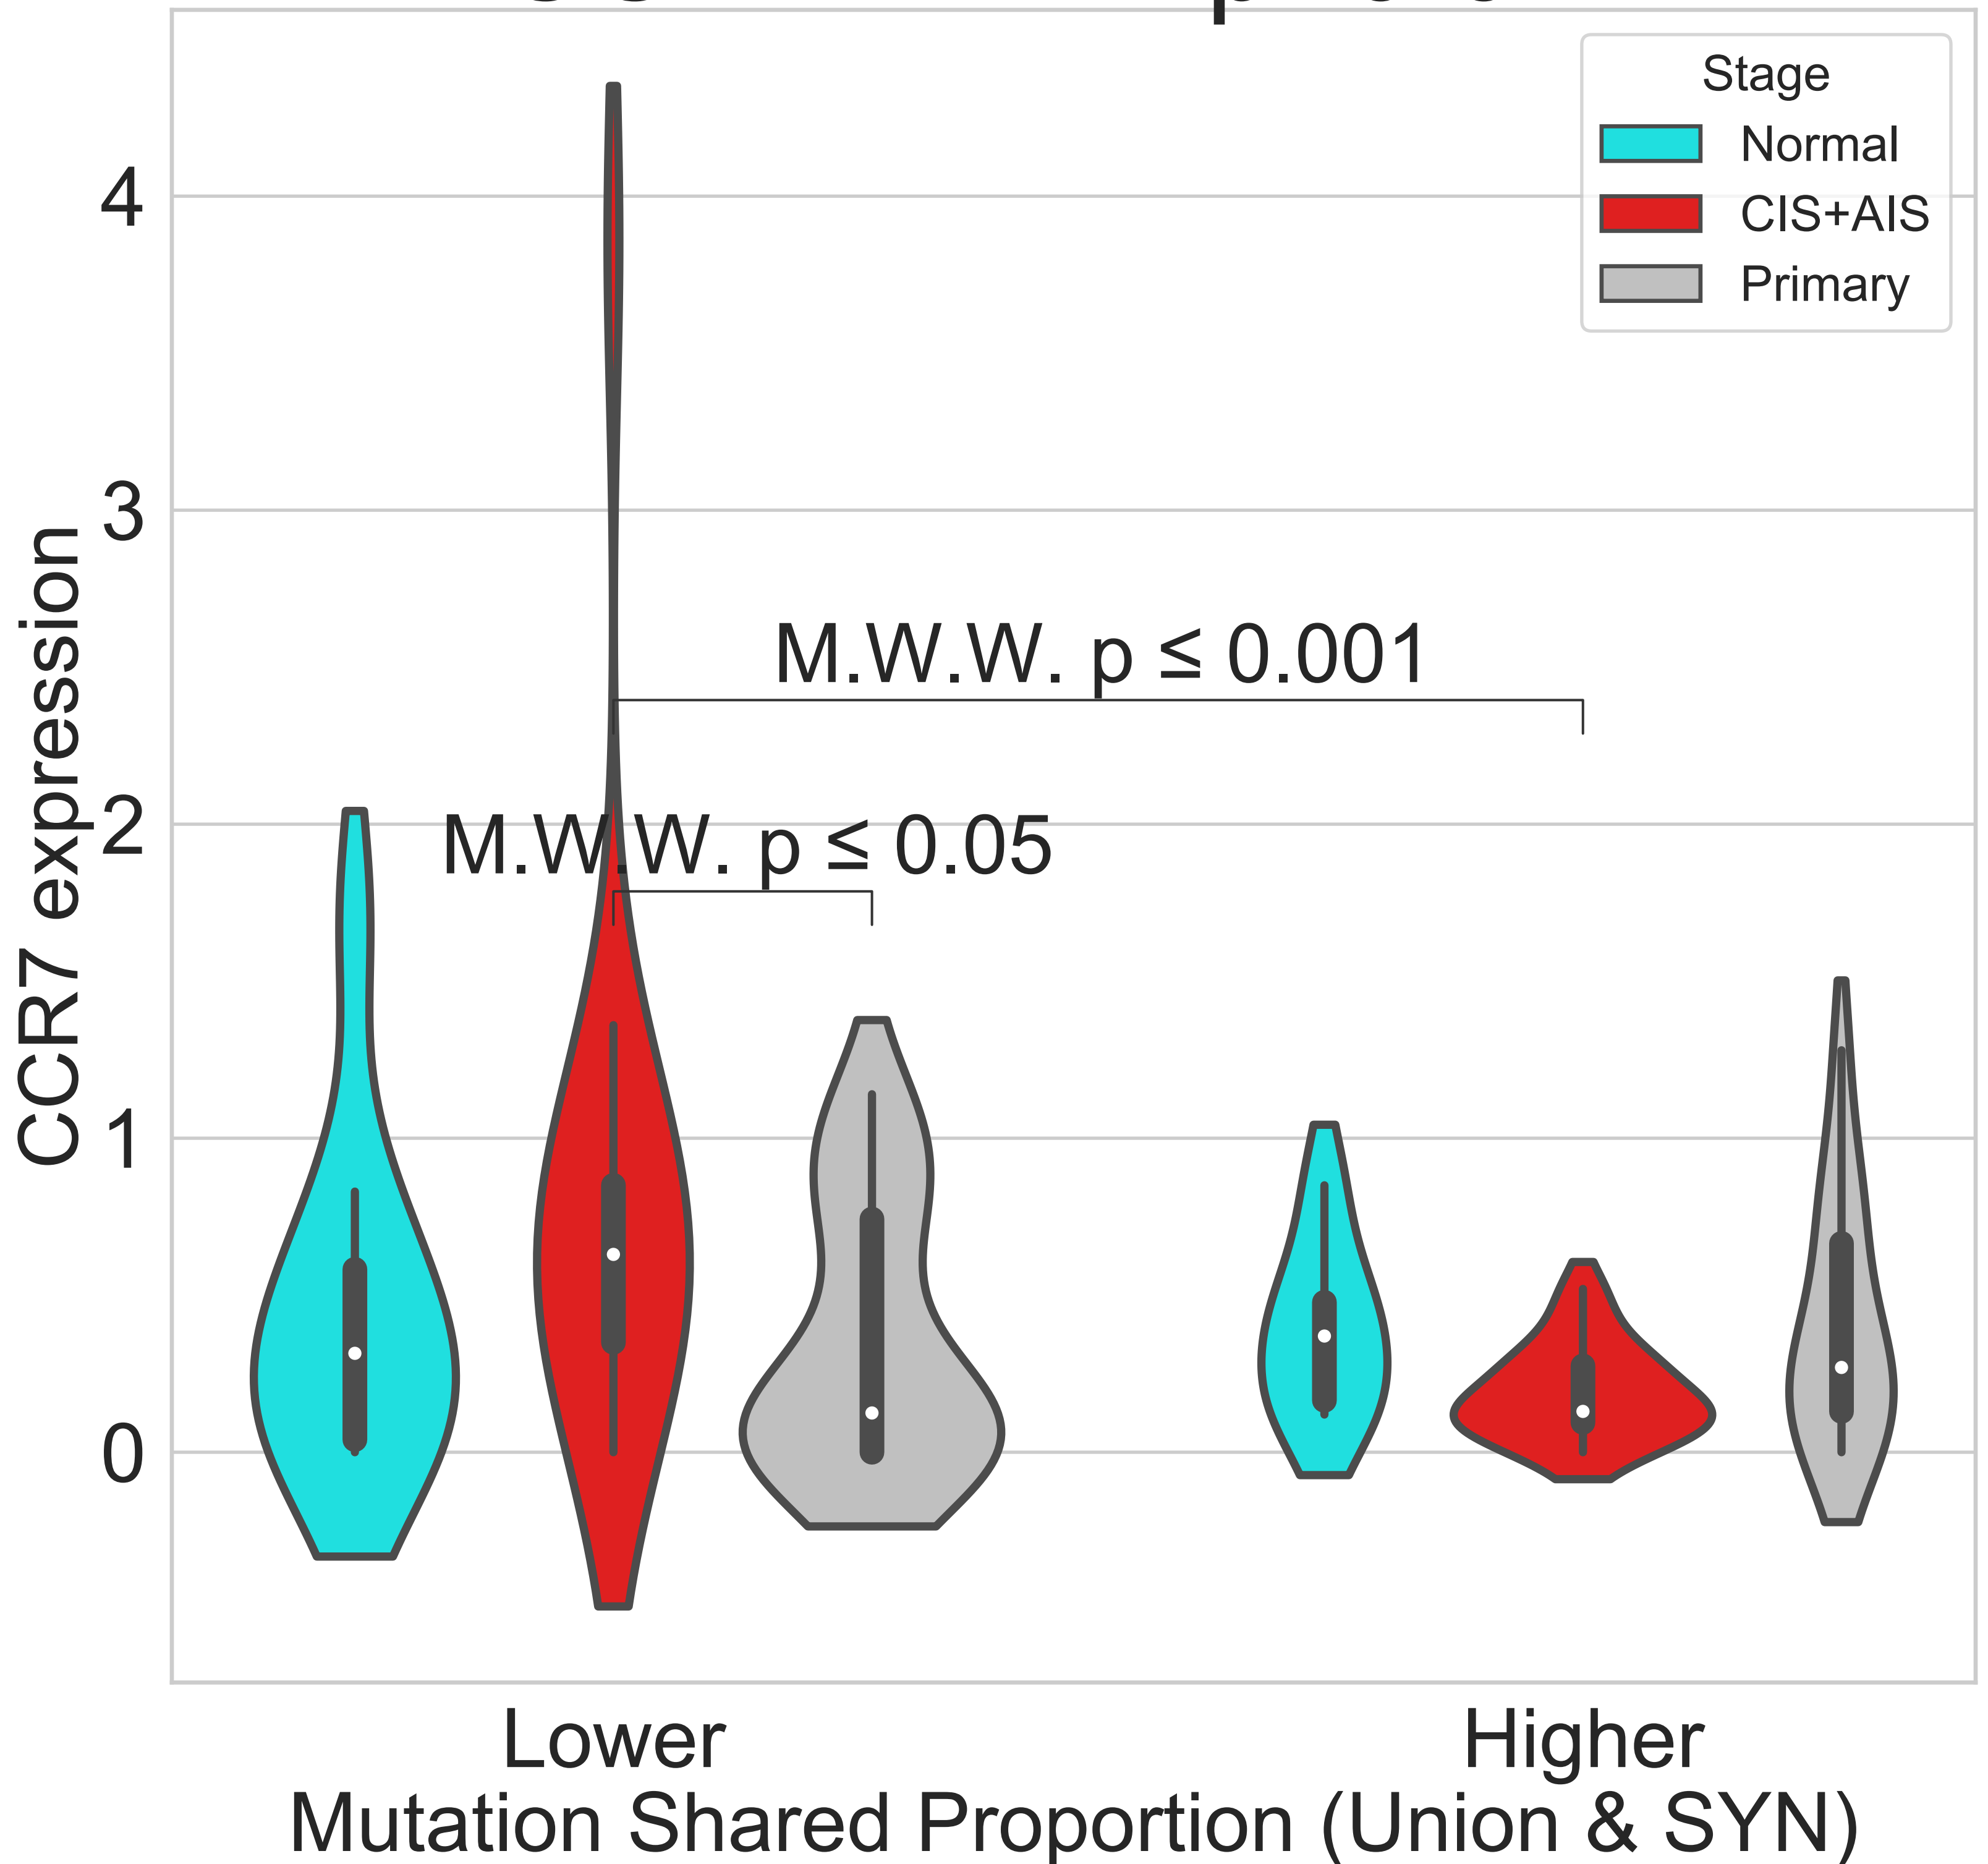 Stage
Normal
CIS+AIS
Primary
4
3
2
1
0
CCR7 expression
M.W.W. p ≤ 0.001
M.W.W. p ≤ 0.05
Lower
Higher
Mutation Shared Proportion (Union & SYN)